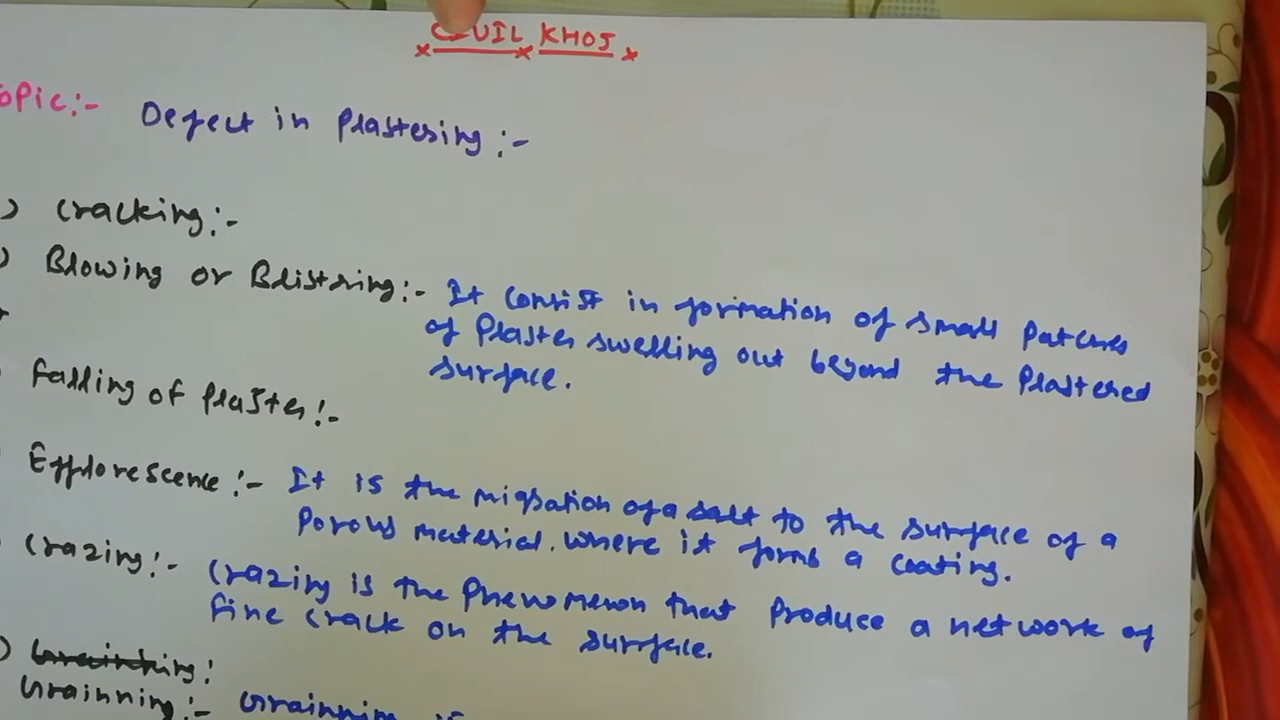 CIVIL KHOJ
opic:- Defect in Plastering:-
) Cracking:-
) Blowing or Blistring:- It consist in formation of small patches
of Plaster swelling out beyond the Plastered
surface.
Falling of Plaster:-
Efflorescence:- It is the migration of a salt to the surface of a
Porous material. where it forms a coating.
Crazing:- Crazing is the Phenomenon that Produce a network of
fine crack on the surface.
)
Grainning:- Grainning is